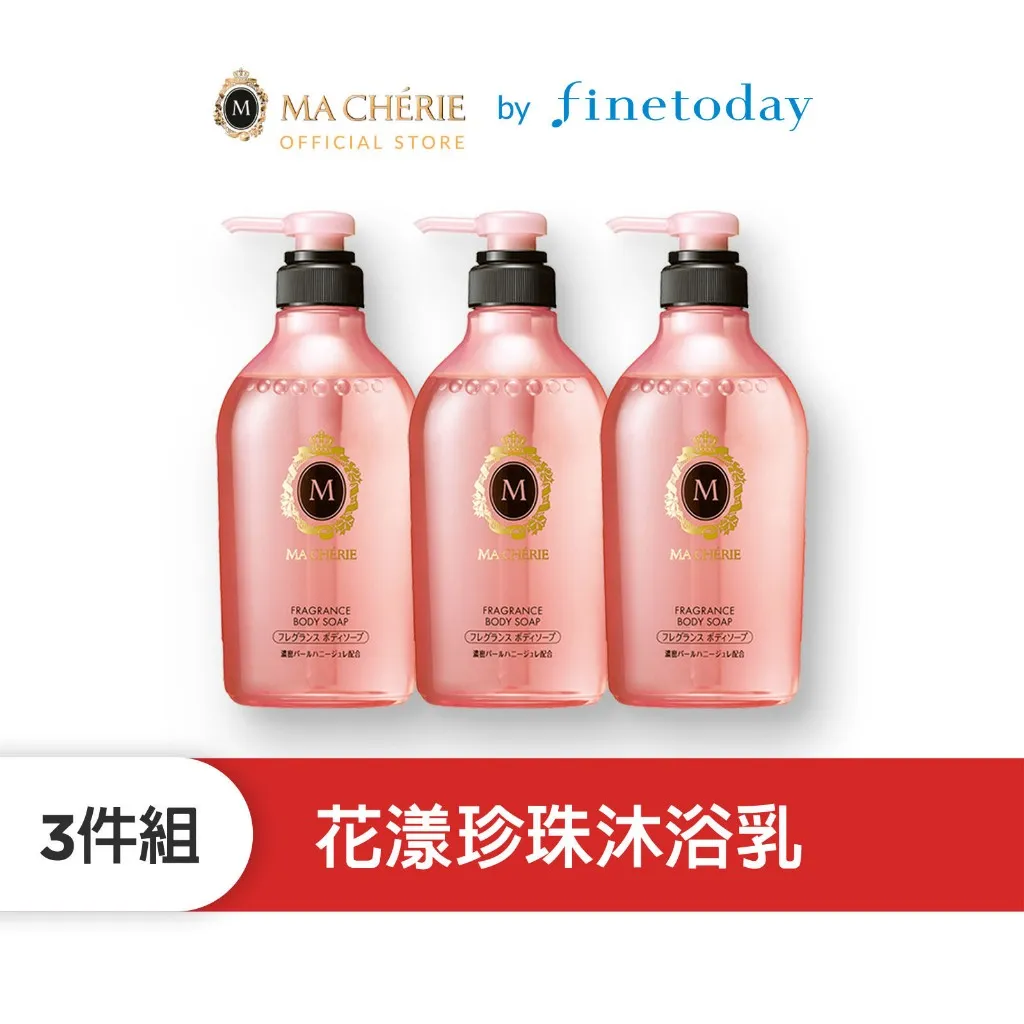 M MA CHÉRIE by finetoday
OFFICIAL STORE
M M M
MA CHÉRIE MA CHÉRIE MA CHÉRIE
FRAGRANCE FRAGRANCE FRAGRANCE
BODY SOAP BODY SOAP BODY SOAP
フレグランス ボディソープ フレグランス ボディソープ フレグランス ボディソープ
濃密パールハニージュレ配合 濃密パールハニージュレ配合 濃密パールハニージュレ配合
3件組 花漾珍珠沐浴乳